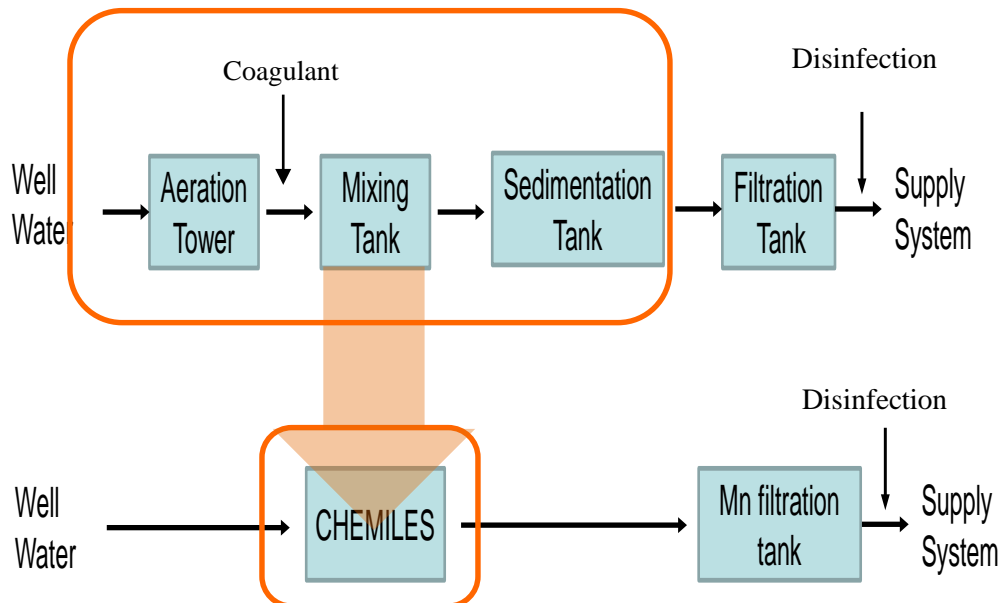 Coagulant
Disinfection
Well
Water
Aeration
Tower
Mixing
Tank
Sedimentation
Tank
Filtration
Tank
Supply
System
Disinfection
Well
Water
CHEMILES
Mn filtration
tank
Supply
System